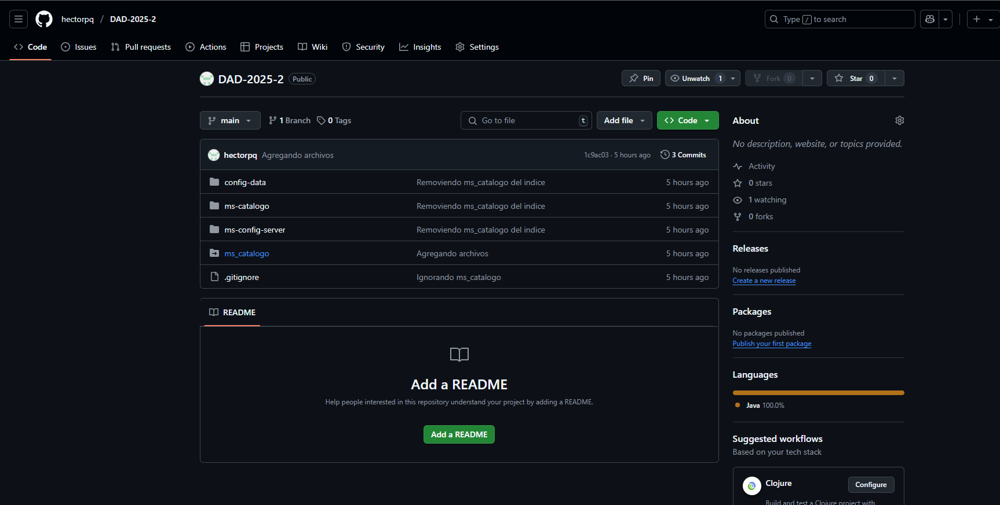 hectorpq / DAD-2025-2
Type / to search
Code Issues Pull requests Actions Projects Wiki Security Insights Settings
DAD-2025-2 Public
Pin Unwatch 1 Fork 0 Star 0
main 1 Branch 0 Tags Go to file t Add file Code
hectorpq Agregando archivos 1c9ac03 · 5 hours ago 3 Commits
config-data Removiendo ms_catalogo del indice 5 hours ago
ms-catalogo Removiendo ms_catalogo del indice 5 hours ago
ms-config-server Removiendo ms_catalogo del indice 5 hours ago
ms_catalogo Agregando archivos 5 hours ago
.gitignore Ignorando ms_catalogo 5 hours ago
README
Add a README
Help people interested in this repository understand your project by adding a README.
Add a README
About
No description, website, or topics provided.
Activity
0 stars
1 watching
0 forks
Releases
No releases published
Create a new release
Packages
No packages published
Publish your first package
Languages
Java 100.0%
Suggested workflows
Based on your tech stack
Clojure Configure
Build and test a Clojure project with